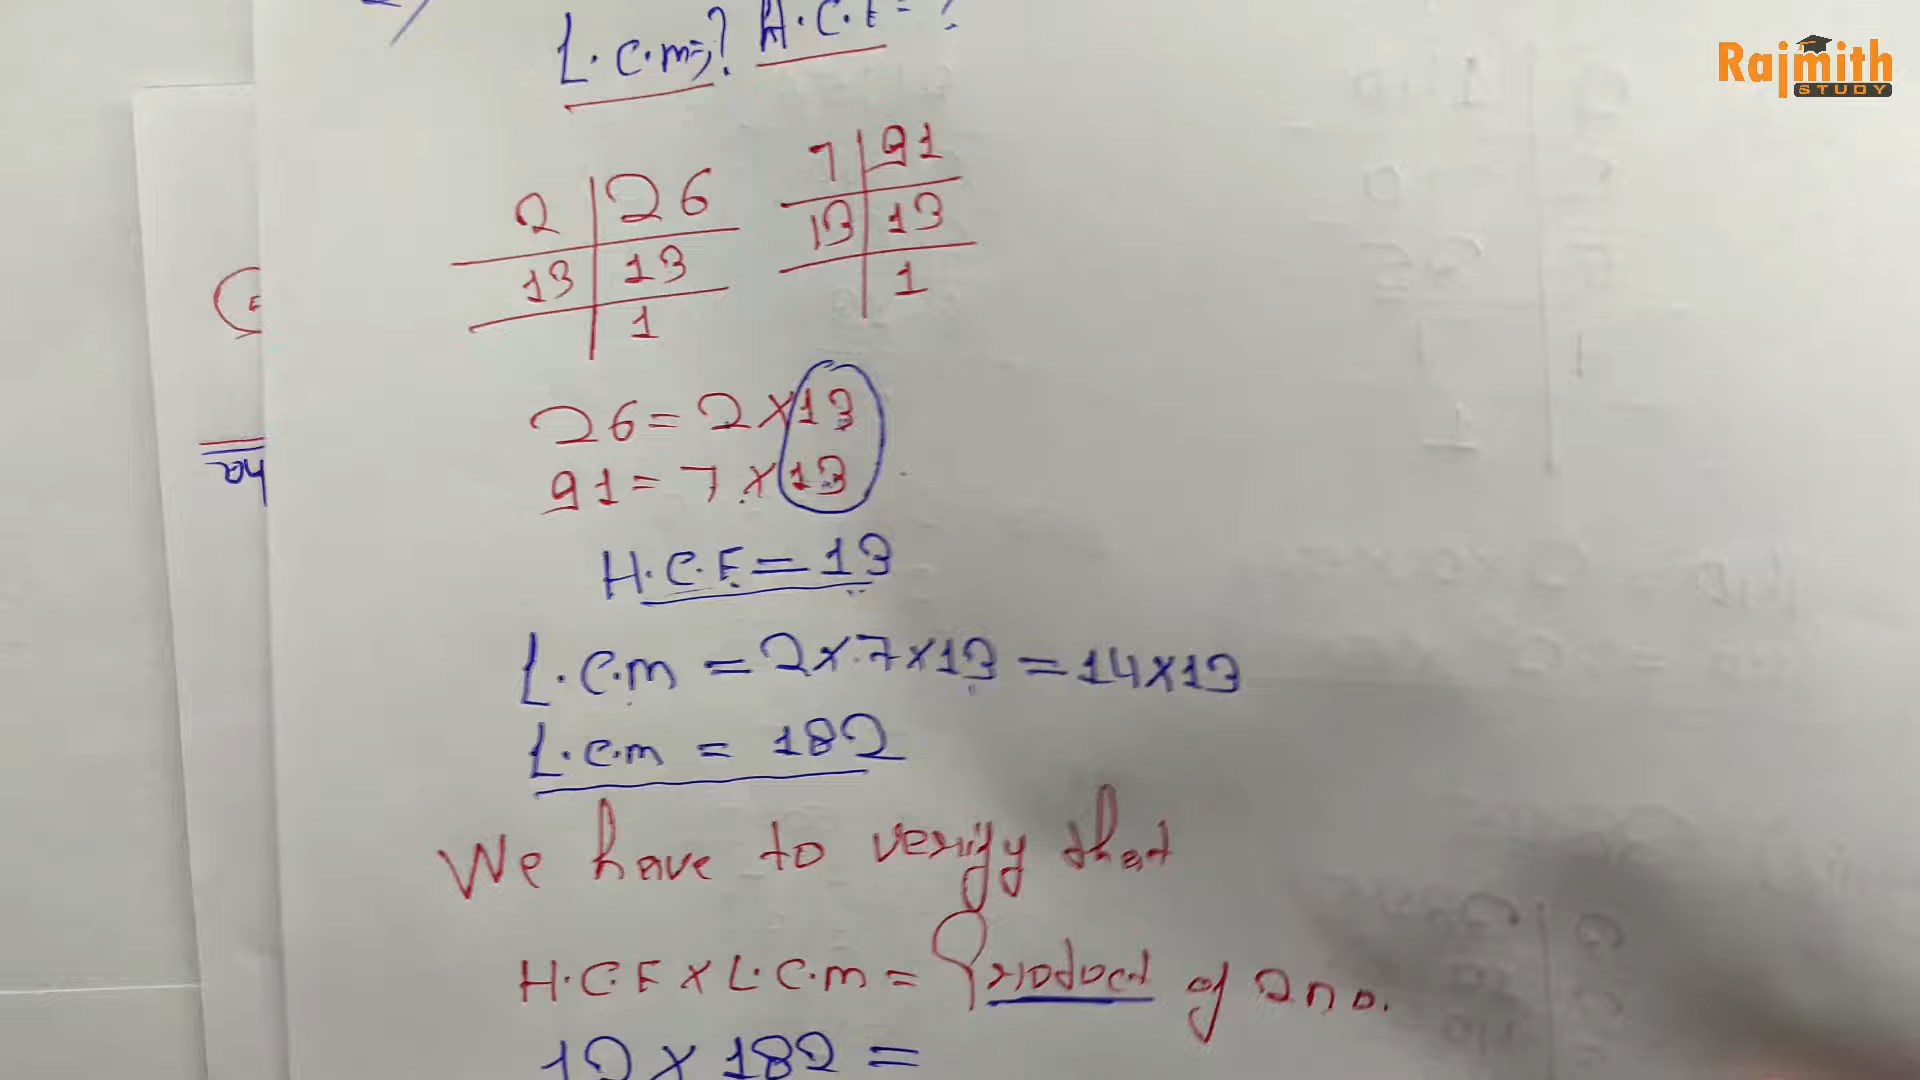 Rajmith
STUDY
L.C.m=? H.C.F = ?
2 | 26
13 | 13
1
7 | 91
13 | 13
1
26 = 2 × 13
91 = 7 × 13
H.C.F = 13
L.C.m = 2 × 7 × 13 = 14 × 13
L.C.m = 182
We have to verify that
H.C.F × L.C.m = Product of 2 no.
13 × 182 =